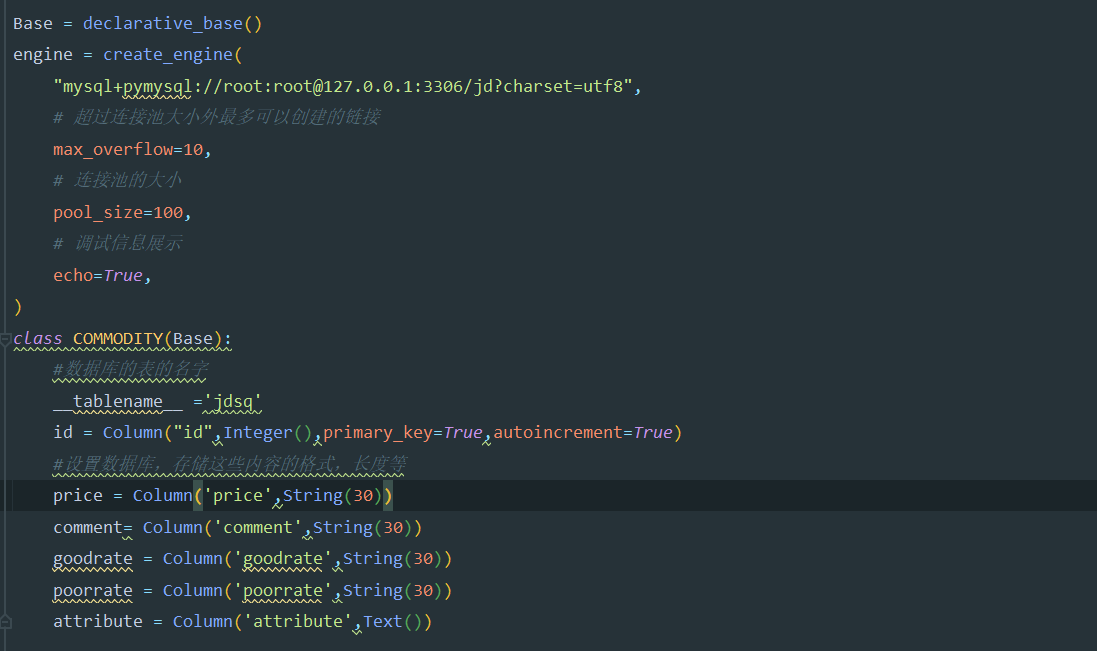 Base = declarative_base()
engine = create_engine(
    "mysql+pymysql://root:root@127.0.0.1:3306/jd?charset=utf8",
    # 超过连接池大小外最多可以创建的链接
    max_overflow=10,
    # 连接池的大小
    pool_size=100,
    # 调试信息展示
    echo=True,
)
class COMMODITY(Base):
    #数据库的表的名字
    __tablename__ ='jdsq'
    id = Column("id",Integer(),primary_key=True,autoincrement=True)
    #设置数据库，存储这些内容的格式，长度等
    price = Column('price',String(30))
    comment= Column('comment',String(30))
    goodrate = Column('goodrate',String(30))
    poorrate = Column('poorrate',String(30))
    attribute = Column('attribute',Text())